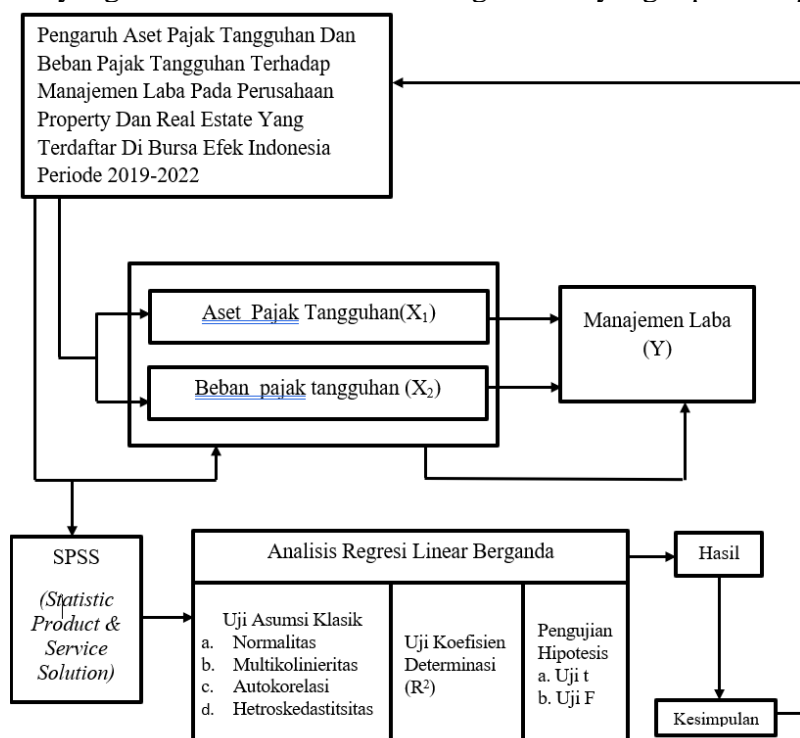 Pengaruh Aset Pajak Tangguhan Dan
Beban Pajak Tangguhan Terhadap
Manajemen Laba Pada Perusahaan
Property Dan Real Estate Yang
Terdaftar Di Bursa Efek Indonesia
Periode 2019-2022
Aset Pajak Tangguhan(X₁)
Beban pajak tangguhan (X₂)
Manajemen Laba
(Y)
SPSS
(Statistic
Product &
Service
Solution)
Analisis Regresi Linear Berganda
Uji Asumsi Klasik
a. Normalitas
b. Multikolinieritas
c. Autokorelasi
d. Hetroskedastitsitas
Uji Koefisien
Determinasi
(R²)
Pengujian
Hipotesis
a. Uji t
b. Uji F
Hasil
Kesimpulan